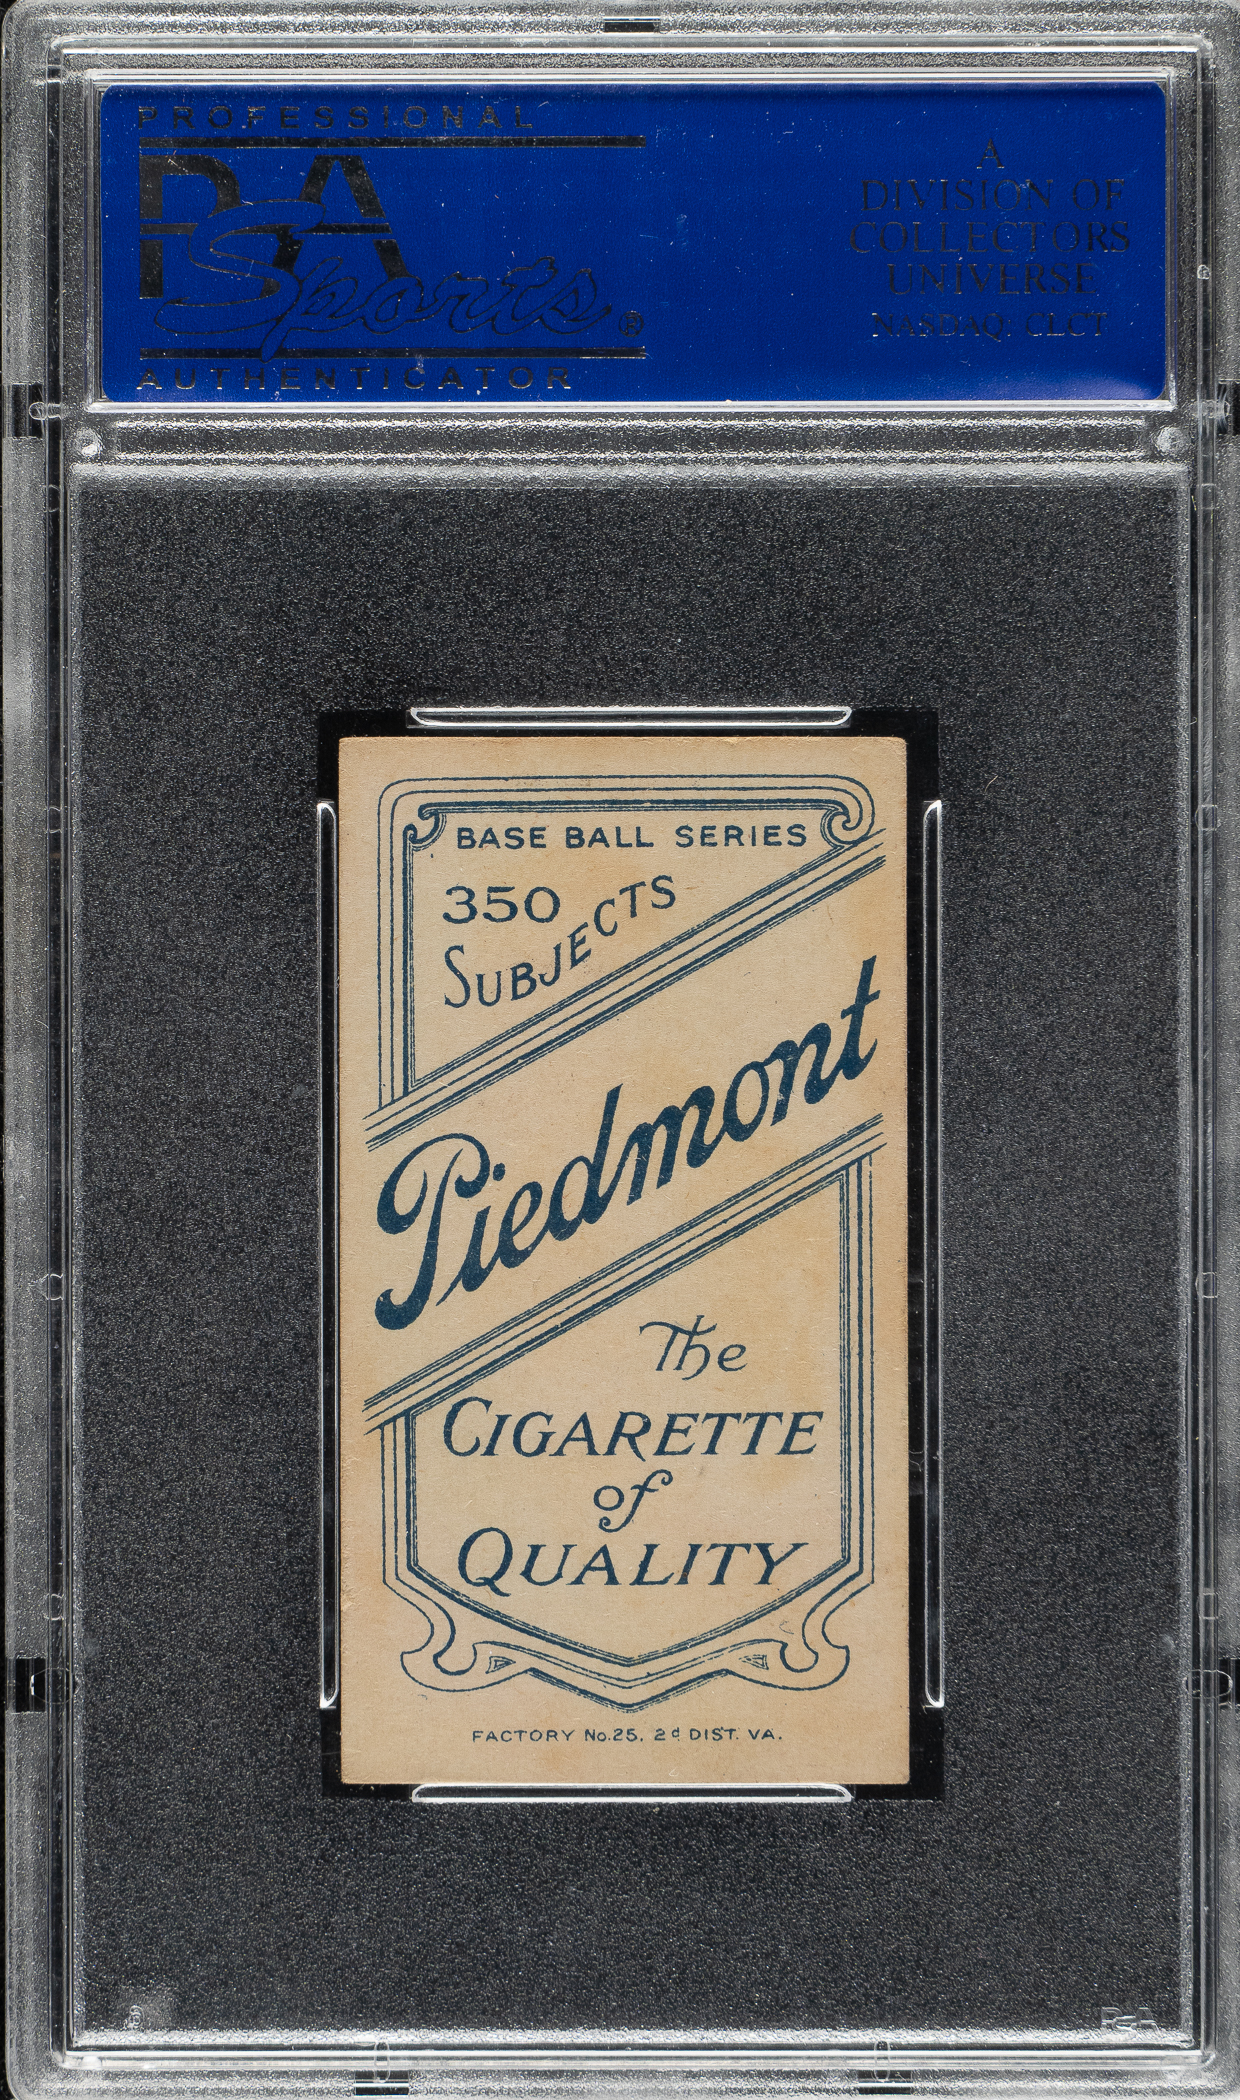 PROFESSIONAL
PSA
Sports®
AUTHENTICATOR
A
DIVISION OF
COLLECTORS
UNIVERSE
NASDAQ: CLCT
BASE BALL SERIES
350
SUBJECTS
Piedmont
The
CIGARETTE
of
QUALITY
FACTORY No. 25, 2d DIST. VA.
PSA